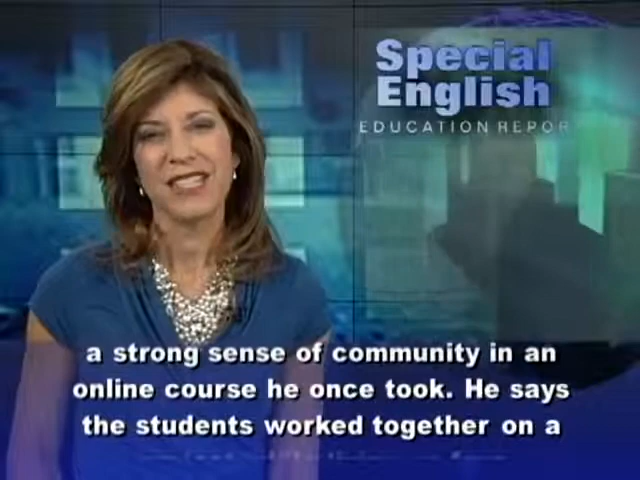 Special
English
EDUCATION REPOR
a strong sense of community in an
online course he once took. He says
the students worked together on a